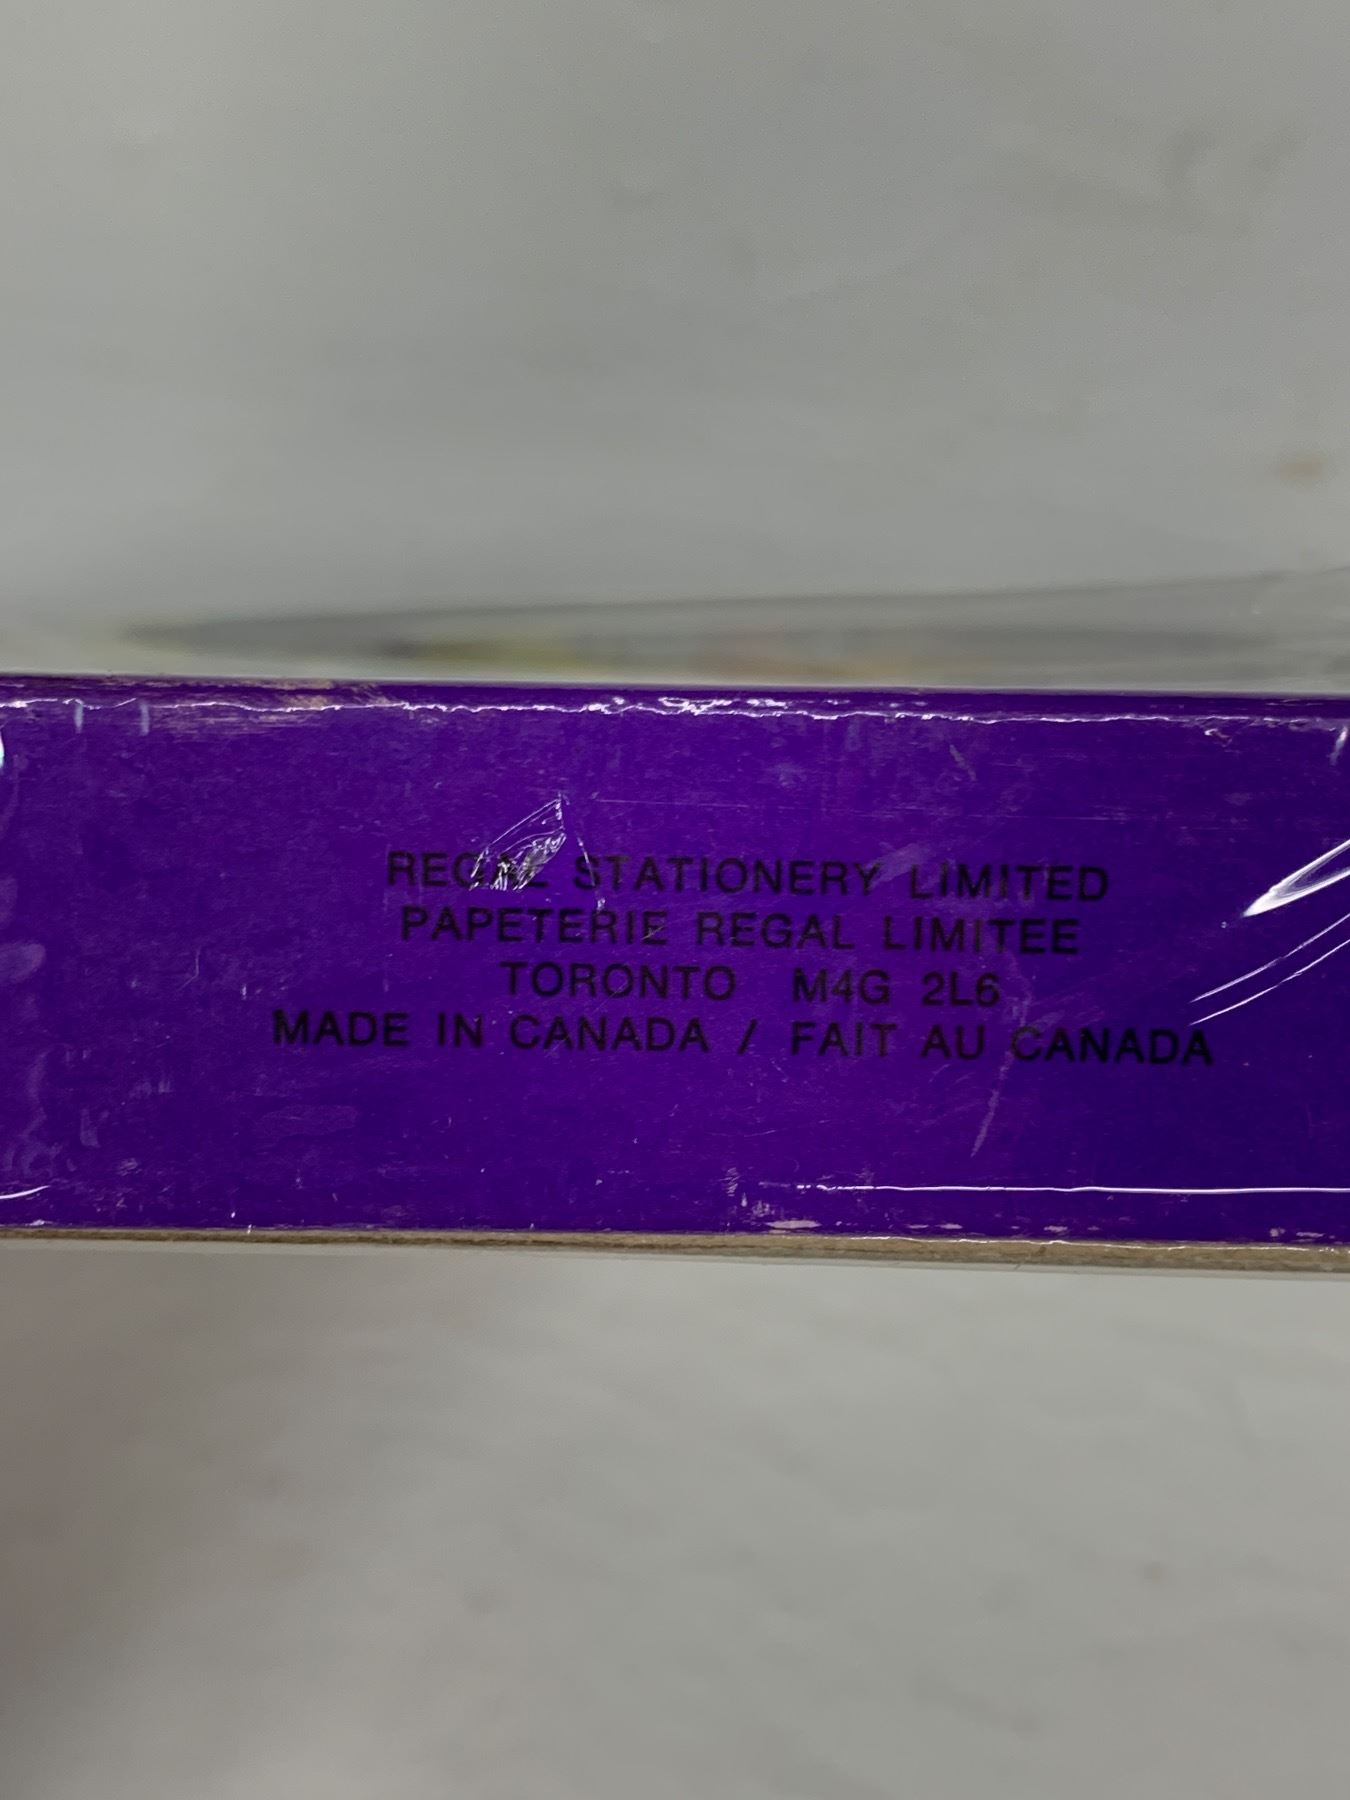 REGAL STATIONERY LIMITED
PAPETERIE REGAL LIMITEE
TORONTO M4G 2L6
MADE IN CANADA / FAIT AU CANADA